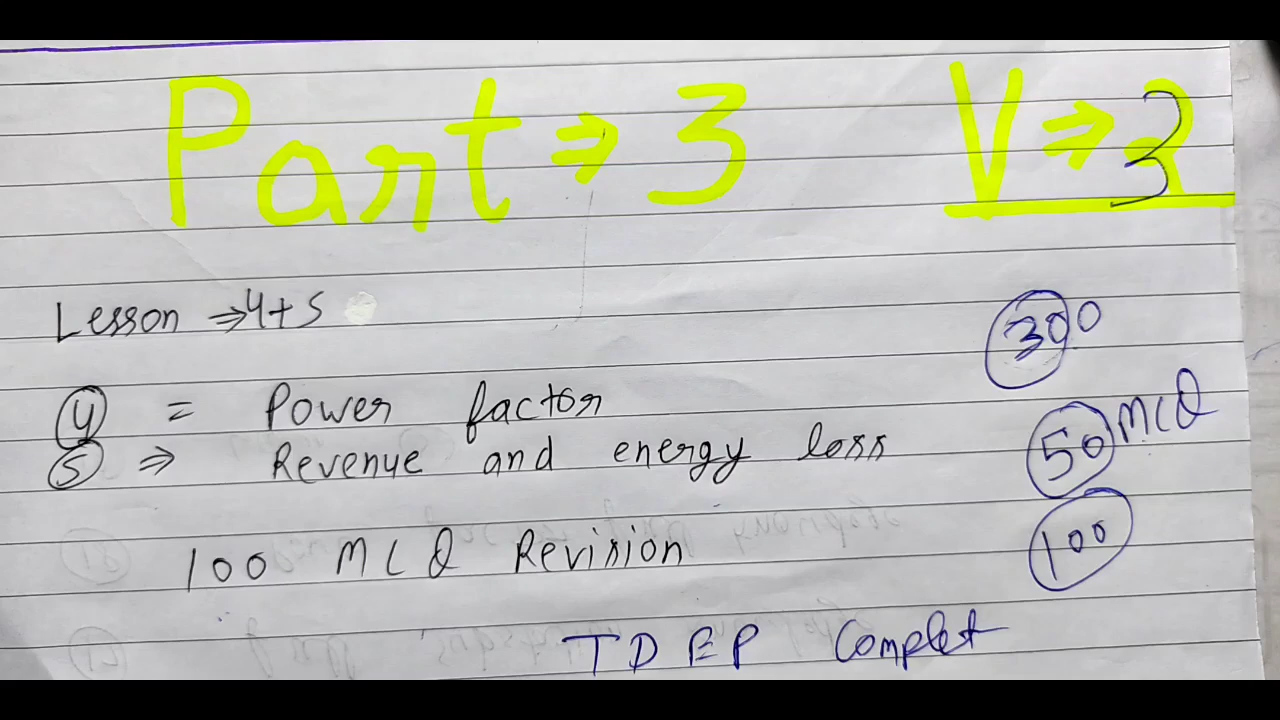 Part ⇒ 3 V ⇒ 3
Lesson ⇒ 4+5
300
④ = Power factor
50 MCQ
⑤ ⇒ Revenue and energy loss
100
100 MCQ Revision
TDEP Complet